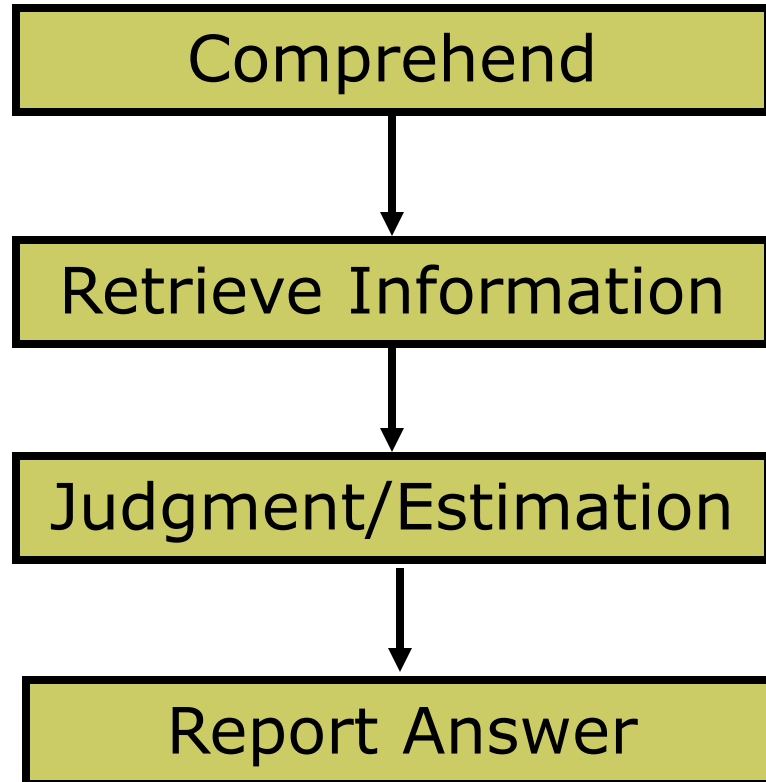 Comprehend
Retrieve Information
Judgment/Estimation
Report Answer